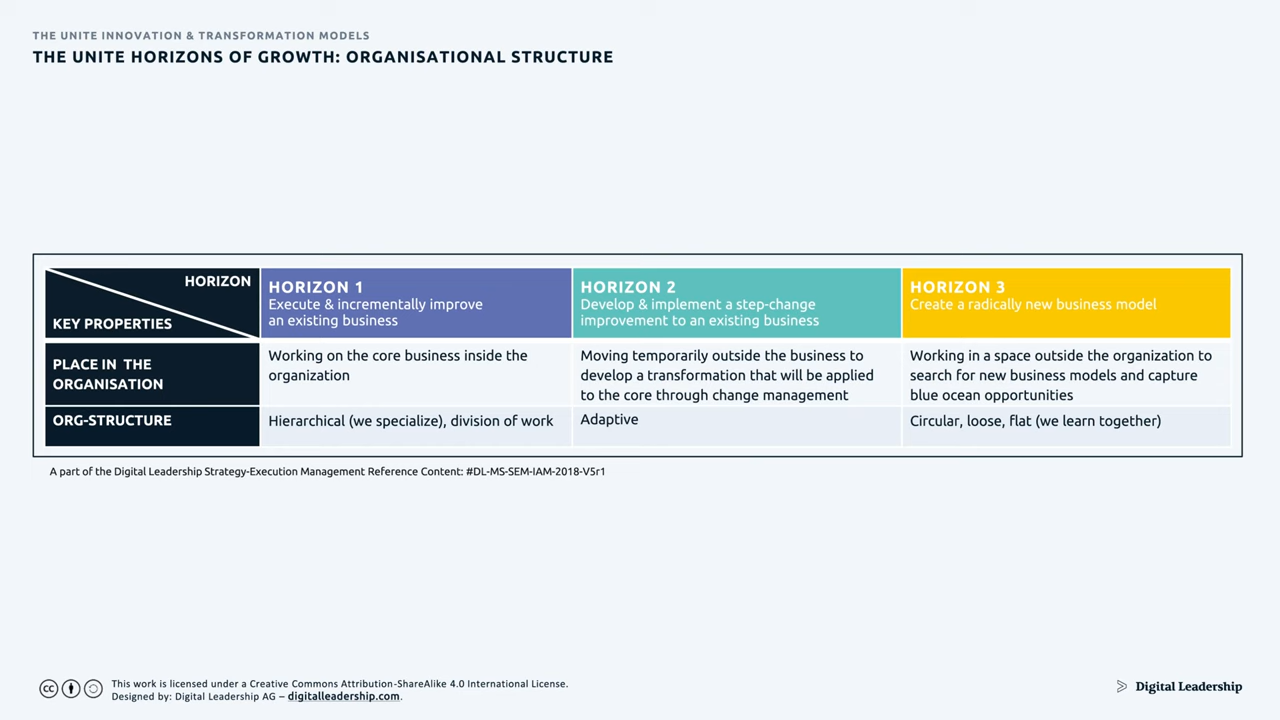 THE UNITE INNOVATION & TRANSFORMATION MODELS
THE UNITE HORIZONS OF GROWTH: ORGANISATIONAL STRUCTURE
HORIZON
KEY PROPERTIES
HORIZON 1
Execute & incrementally improve
an existing business
HORIZON 2
Develop & implement a step-change
improvement to an existing business
HORIZON 3
Create a radically new business model
PLACE IN THE
ORGANISATION
Working on the core business inside the
organization
Moving temporarily outside the business to
develop a transformation that will be applied
to the core through change management
Working in a space outside the organization to
search for new business models and capture
blue ocean opportunities
ORG-STRUCTURE
Hierarchical (we specialize), division of work
Adaptive
Circular, loose, flat (we learn together)
A part of the Digital Leadership Strategy-Execution Management Reference Content: #DL-MS-SEM-IAM-2018-V5r1
cc
This work is licensed under a Creative Commons Attribution-ShareAlike 4.0 International License.
Designed by: Digital Leadership AG – digitalleadership.com.
Digital Leadership